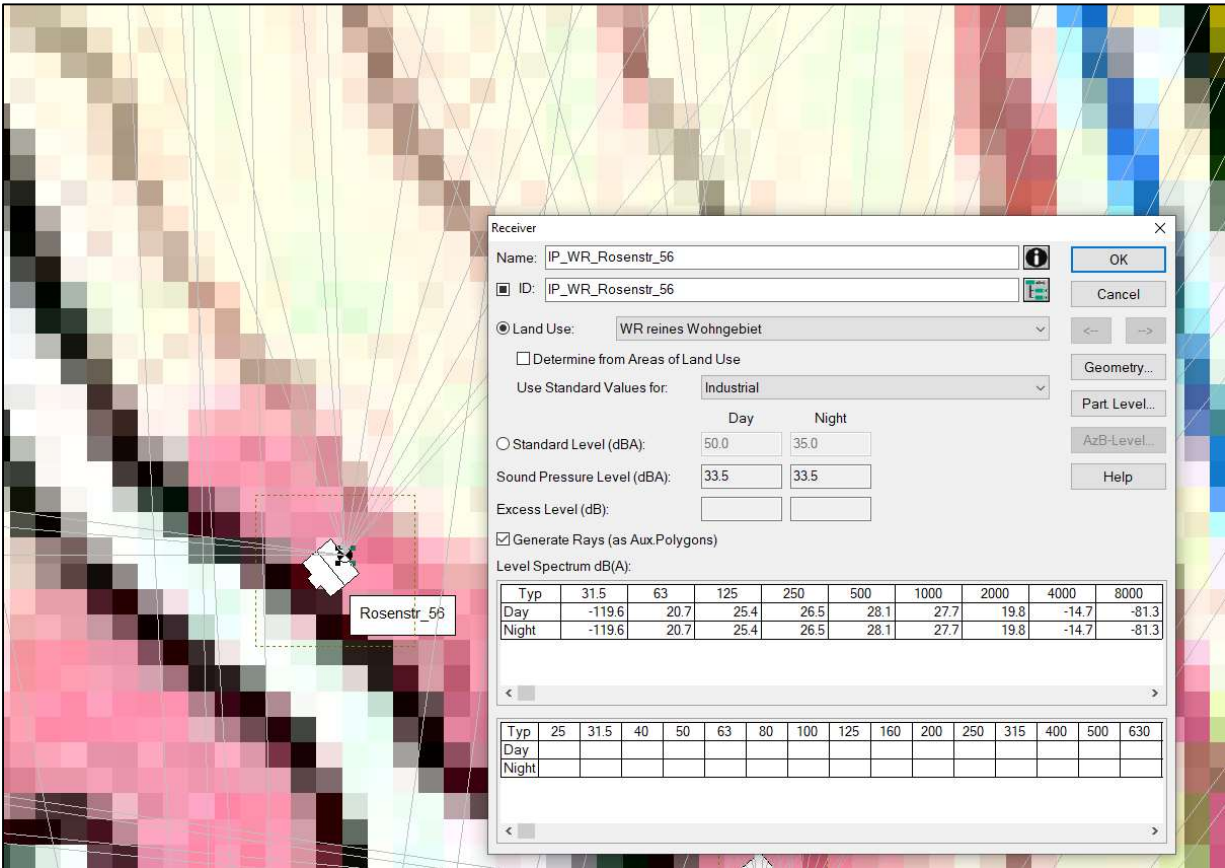 Receiver
Name: IP_WR_Rosenstr_56
OK
ID: IP_WR_Rosenstr_56
Cancel
Land Use: WR reines Wohngebiet
<-- -->
Determine from Areas of Land Use
Geometry...
Use Standard Values for: Industrial
Part. Level...
Day Night
Standard Level (dBA): 50.0 35.0
AzB-Level...
Sound Pressure Level (dBA): 33.5 33.5
Help
Excess Level (dB):
Generate Rays (as Aux.Polygons)
Level Spectrum dB(A):
Typ 31.5 63 125 250 500 1000 2000 4000 8000
Day -119.6 20.7 25.4 26.5 28.1 27.7 19.8 -14.7 -81.3
Night -119.6 20.7 25.4 26.5 28.1 27.7 19.8 -14.7 -81.3
Rosenstr_56
Typ 25 31.5 40 50 63 80 100 125 160 200 250 315 400 500 630
Day
Night